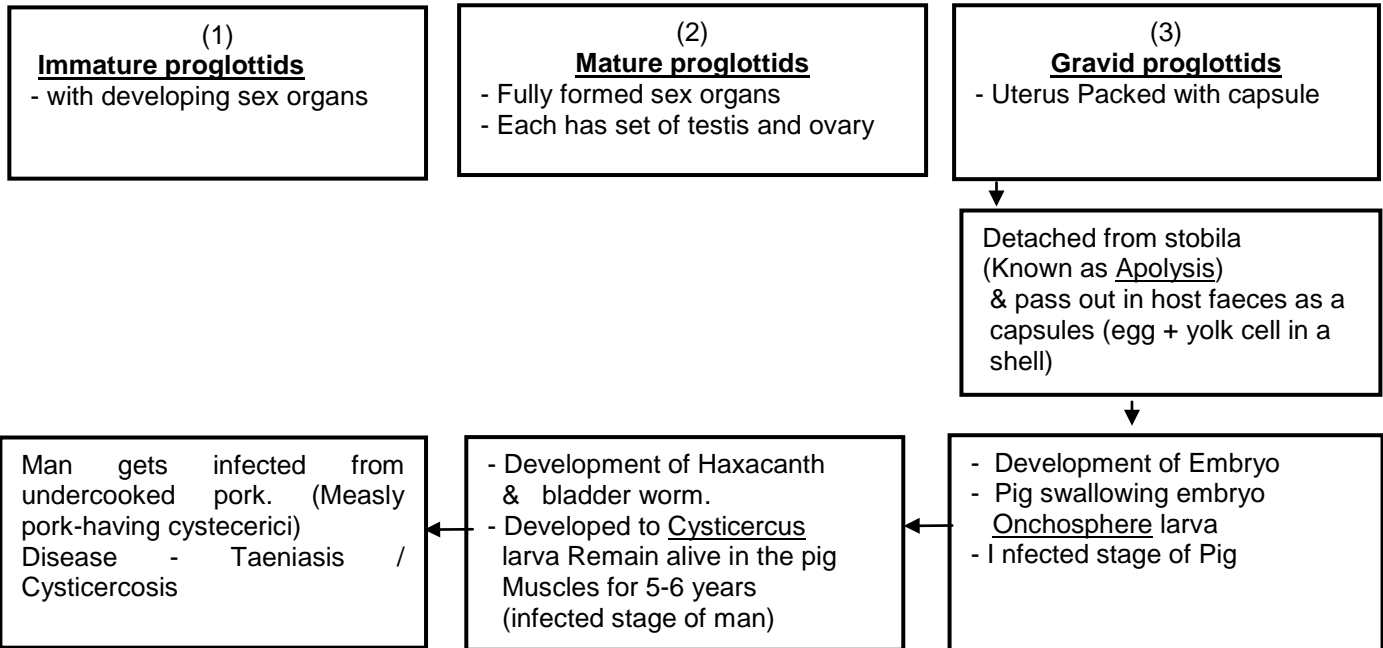 (1)
Immature proglottids
- with developing sex organs
(2)
Mature proglottids
- Fully formed sex organs
- Each has set of testis and ovary
(3)
Gravid proglottids
- Uterus Packed with capsule
Detached from stobila
(Known as Apolysis)
& pass out in host faeces as a
capsules (egg + yolk cell in a
shell)
- Development of Embryo
- Pig swallowing embryo
Onchosphere larva
- I nfected stage of Pig
- Development of Haxacanth
& bladder worm.
- Developed to Cysticercus
larva Remain alive in the pig
Muscles for 5-6 years
(infected stage of man)
Man gets infected from
undercooked pork. (Measly
pork-having cystecerici)
Disease - Taeniasis /
Cysticercosis